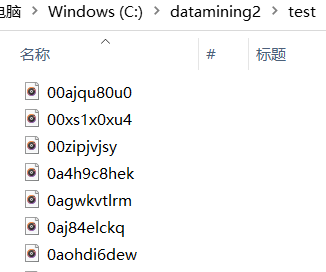 电脑 > Windows (C:) > datamining2 > test
名称 # 标题
00ajqu80u0
00xs1x0xu4
00zipjvjsy
0a4h9c8hek
0agwkvtlrm
0aj84elckq
0aohdi6dew